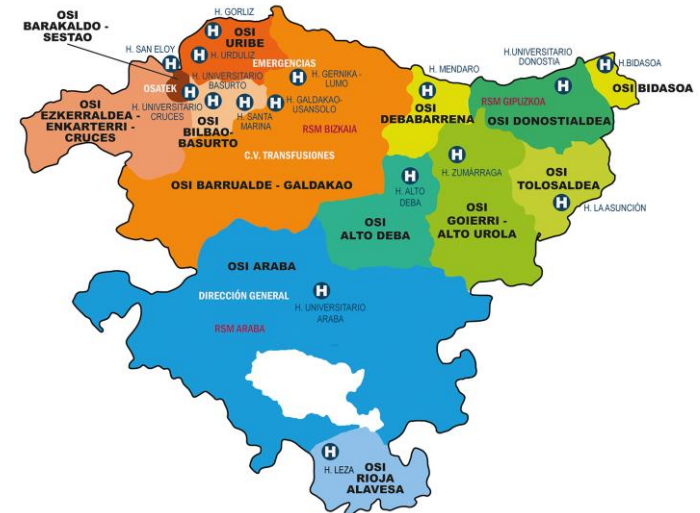 H. GORLIZ
OSI
BARAKALDO -
SESTAO
OSI
URIBE
H. SAN ELOY
H. URDULIZ
EMERGENCIAS
H. UNIVERSITARIO
BASURTO
H. GERNIKA-
LUMO
OSATEK
H. UNIVERSITARIO
CRUCES
H. SANTA
MARINA
H. GALDAKAO-
USANSOLO
OSI
EZKERRALDEA -
ENKARTERRI -
CRUCES
OSI
BILBAO-
BASURTO
RSM BIZKAIA
C.V. TRANSFUSIONES
OSI BARRUALDE - GALDAKAO
H. MENDARO
OSI
DEBABARRENA
H.UNIVERSITARIO
DONOSTIA
H.BIDASOA
OSI BIDASOA
RSM GIPUZKOA
OSI DONOSTIALDEA
H. ZUMÁRRAGA
H. ALTO
DEBA
OSI
TOLOSALDEA
H. LA ASUNCIÓN
OSI
GOIERRI -
ALTO UROLA
OSI
ALTO DEBA
OSI ARABA
DIRECCIÓN GENERAL
H. UNIVERSITARIO
ARABA
RSM ARABA
H. LEZA
OSI
RIOJA
ALAVESA